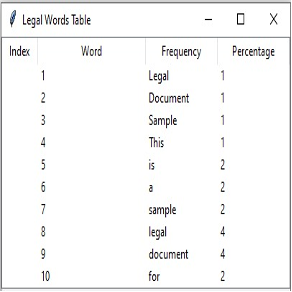 Legal Words Table
Index Word Frequency Percentage
1 Legal 1
2 Document 1
3 Sample 1
4 This 1
5 is 2
6 a 2
7 sample 2
8 legal 4
9 document 4
10 for 2